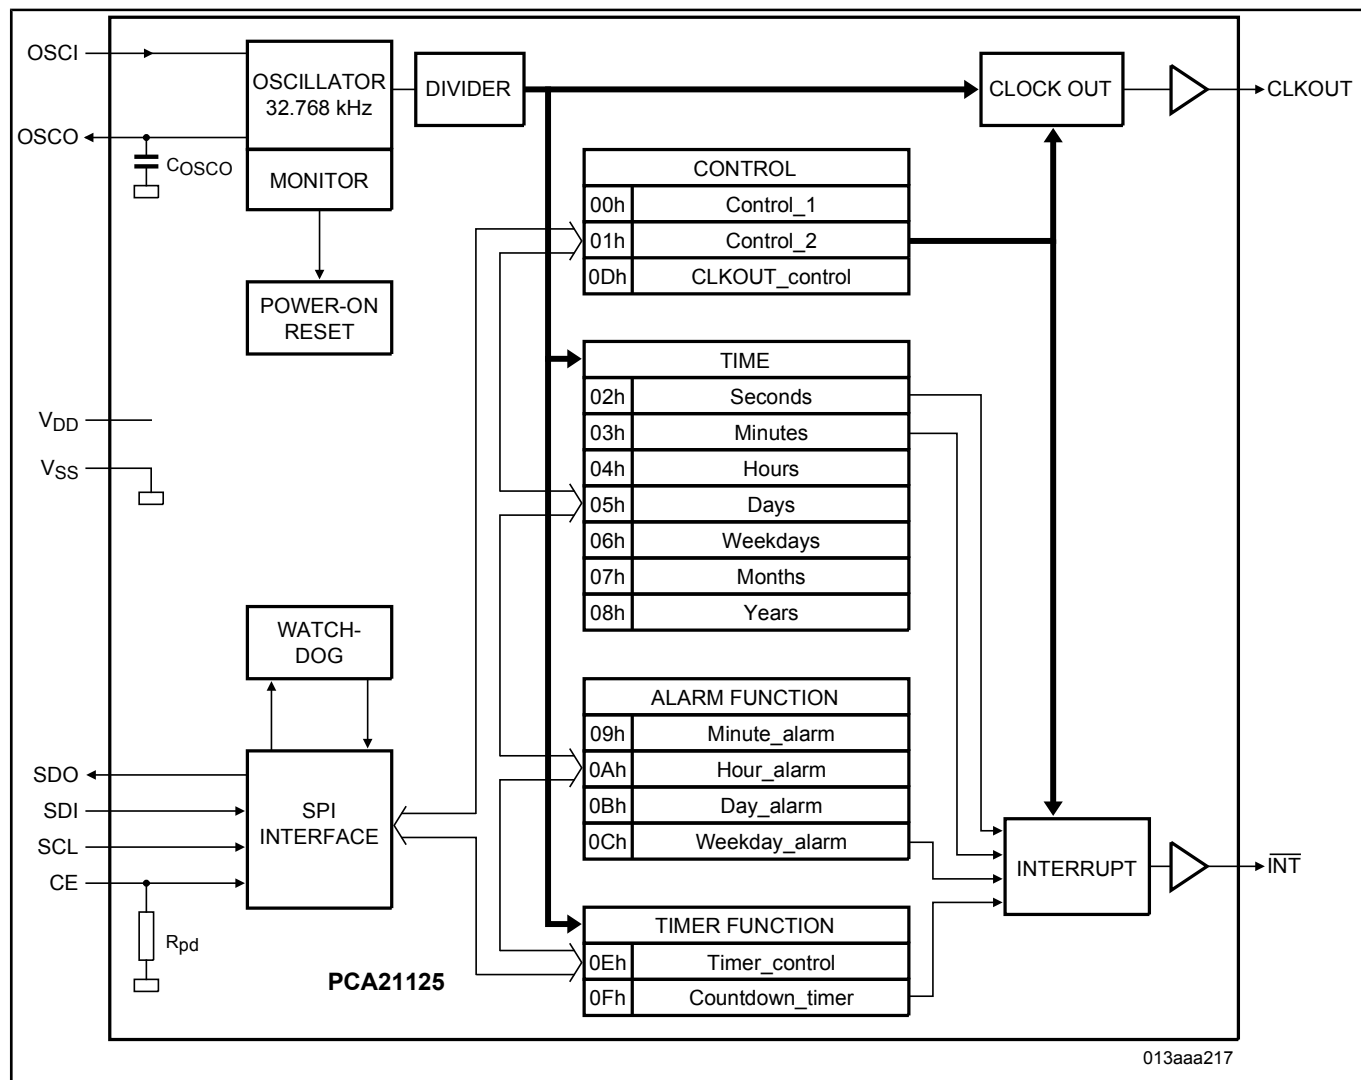 OSCI
OSCO
OSCILLATOR
32.768 kHz
DIVIDER
CLOCK OUT
CLKOUT
COSCO
MONITOR
POWER-ON
RESET
CONTROL
00h Control_1
01h Control_2
0Dh CLKOUT_control
TIME
02h Seconds
03h Minutes
04h Hours
05h Days
06h Weekdays
07h Months
08h Years
VDD
VSS
WATCH-
DOG
ALARM FUNCTION
09h Minute_alarm
0Ah Hour_alarm
0Bh Day_alarm
0Ch Weekday_alarm
SDO
SDI
SCL
CE
SPI
INTERFACE
INTERRUPT
INT
Rpd
TIMER FUNCTION
0Eh Timer_control
0Fh Countdown_timer
PCA21125
013aaa217